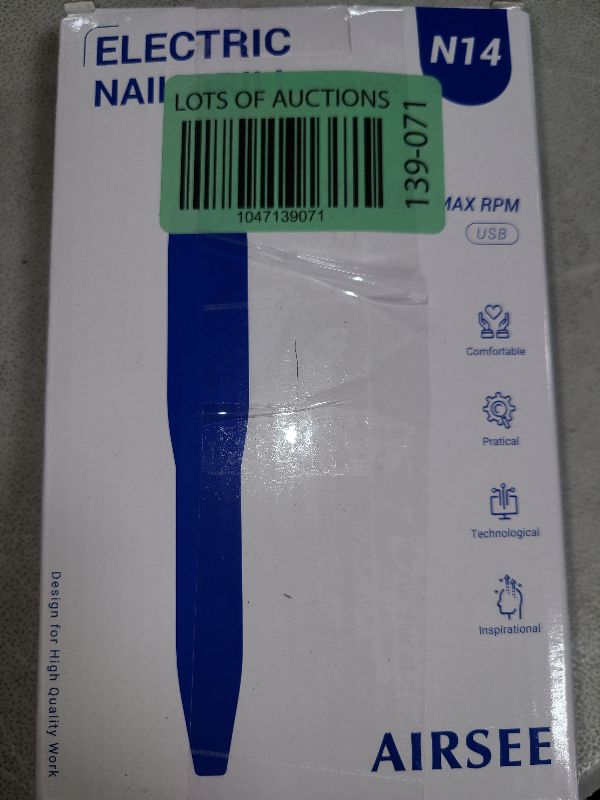 ELECTRIC
N14
NAIL
LOTS OF AUCTIONS
139-071
1047139071
MAX RPM
USB
Comfortable
Pratical
Technological
Inspirational
Design for High Quality Work
AIRSEE